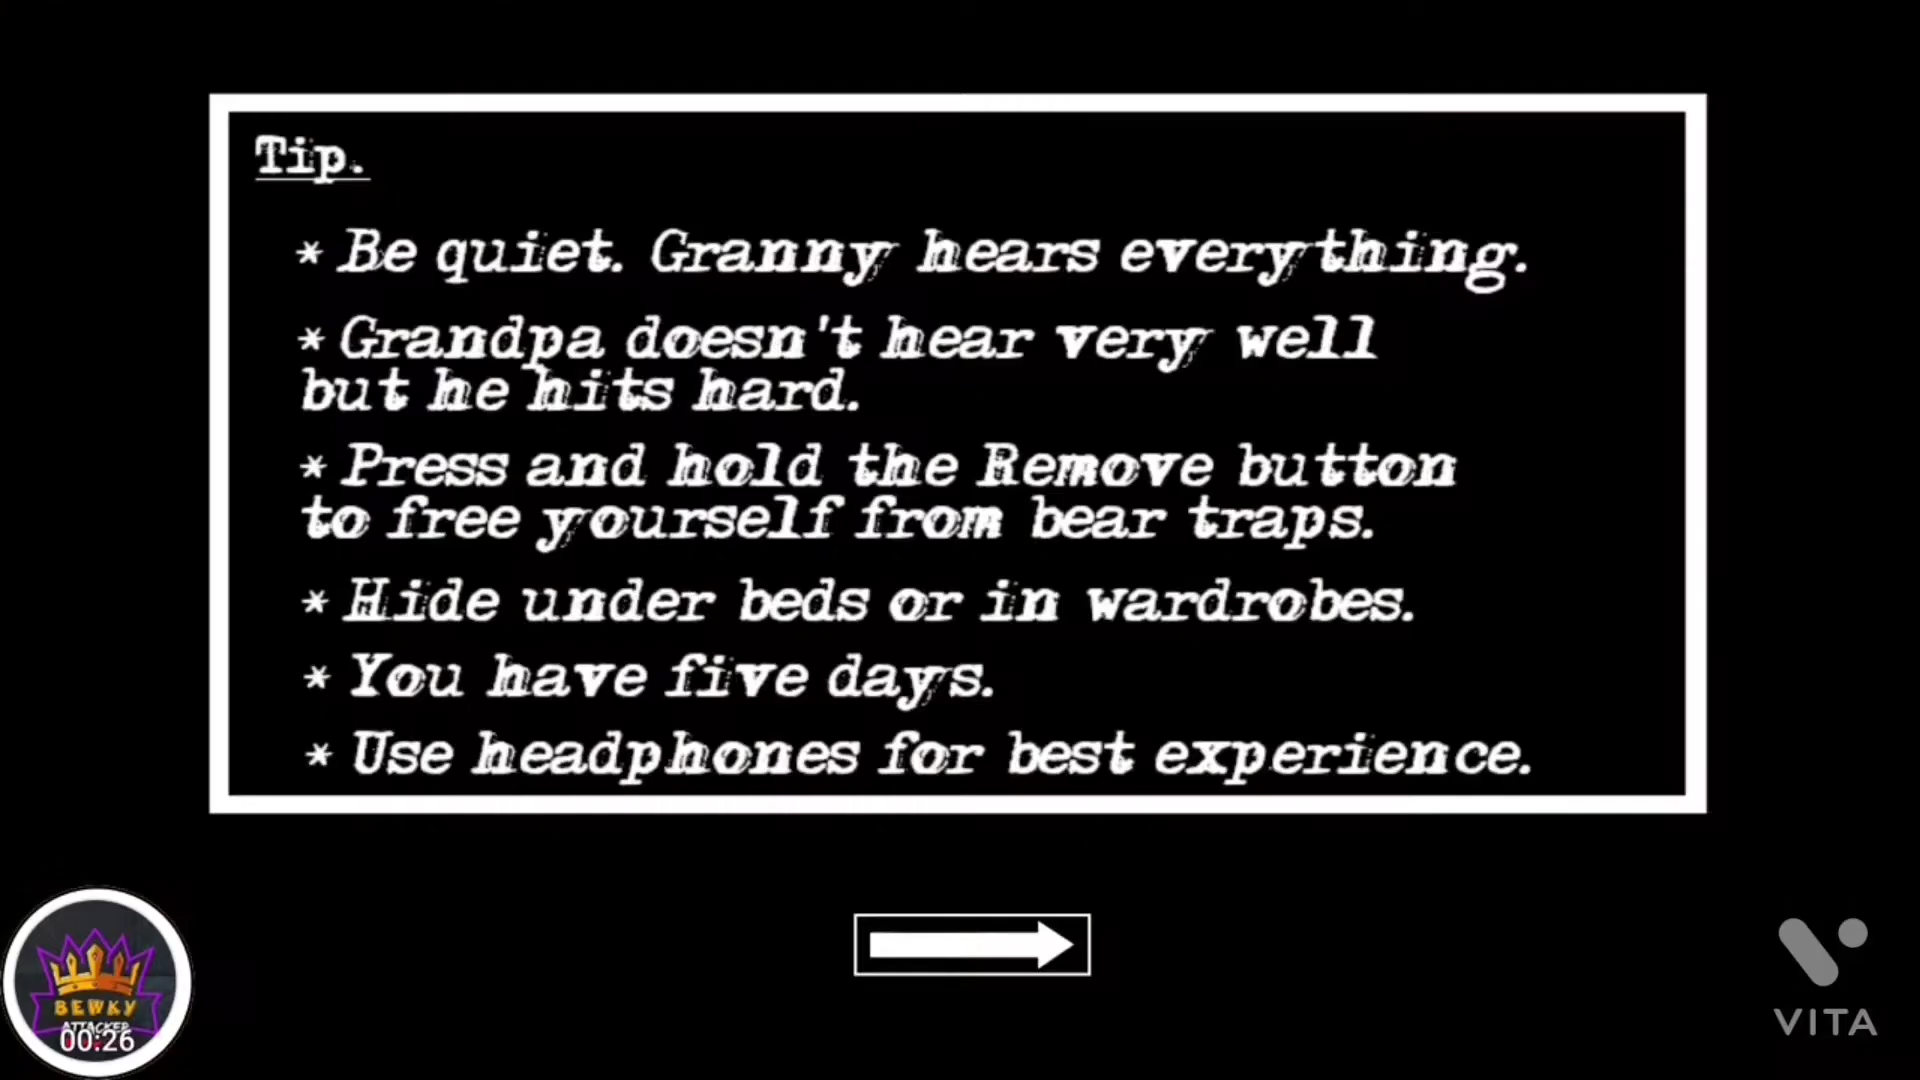 Tip.
* Be quiet. Granny hears everything.
* Grandpa doesn't hear very well
but he hits hard.
* Press and hold the Remove button
to free yourself from bear traps.
* Hide under beds or in wardrobes.
* You have five days.
* Use headphones for best experience.
BEWKY
ATTACKER
00:26
VITA